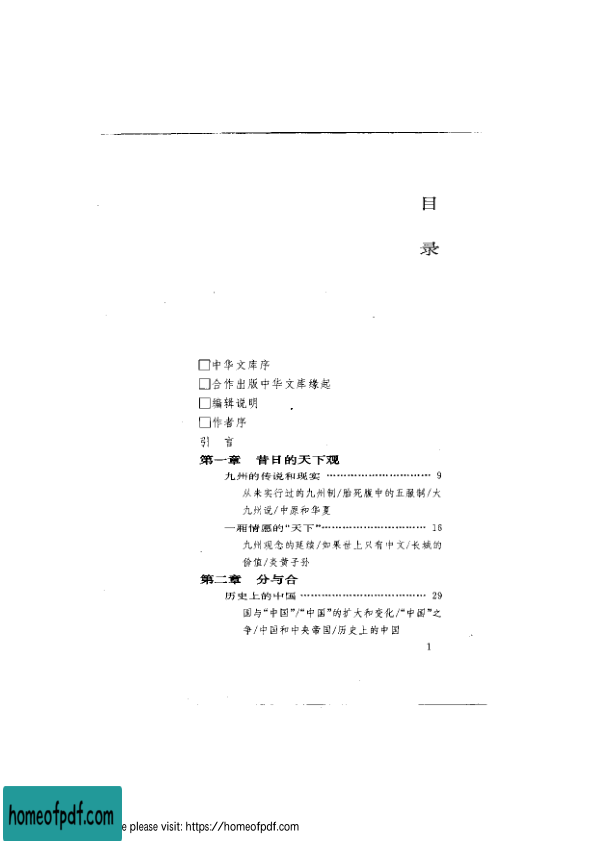 目
录
□中华文库序
□合作出版中华文库缘起
□编辑说明
□作者序
引 言
第一章 昔日的天下观
九州的传说和现实 ………………………… 9
从未实行过的九州制/胎死腹中的五服制/大
九州说/中原和华夏
一厢情愿的“天下”………………………… 16
九州观念的延续/如果世上只有中文/长城的
价值/炎黄子孙
第二章 分与合
历史上的中国 ……………………………… 29
国与“中国”/“中国”的扩大和变化/“中国”之
争/中国和中央帝国/历史上的中国
1
homeofpdf.com
e please visit: https://homeofpdf.com